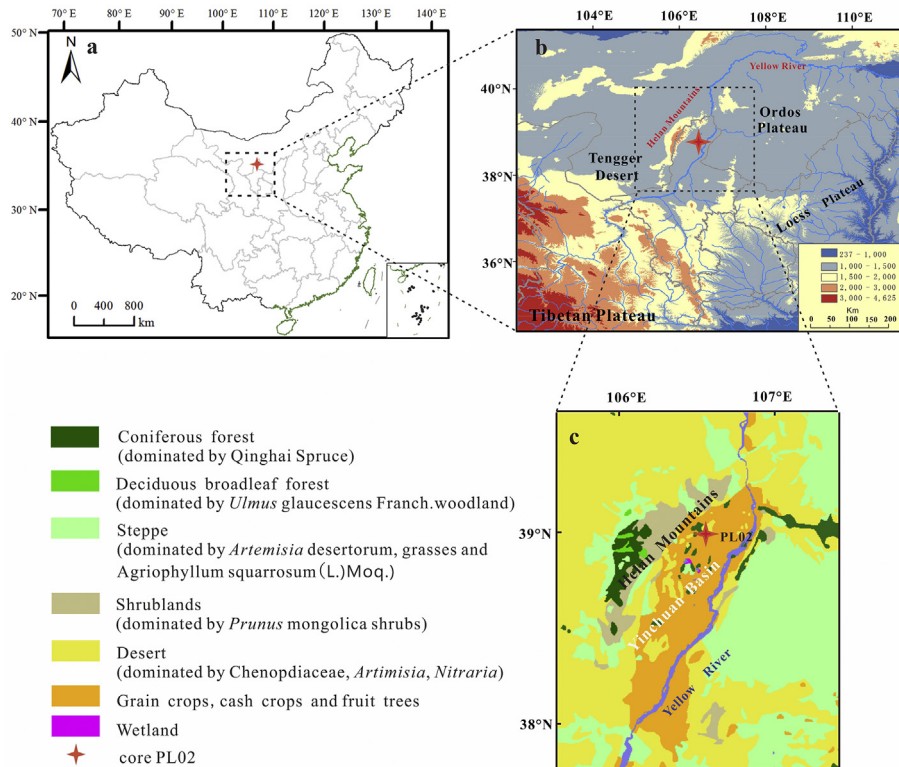 70°E 80°E 90°E 100°E 110°E 120°E 130°E 140°E
50°N
40°N
30°N
20°N
N
a
0 400 800
km
104°E 106°E 108°E 110°E
40°N
38°N
36°N
b
Yellow River
Helan Mountains
Ordos
Plateau
Tengger
Desert
Loess Plateau
Tibetan Plateau
237 - 1,000
1,000 - 1,500
1,500 - 2,000
2,000 - 3,000
3,000 - 4,625
Km
0 50 100 150 200
106°E 107°E
39°N
38°N
c
Helan Mountains
PL02
Yinchuan Basin
Yellow River
Coniferous forest
(dominated by Qinghai Spruce)
Deciduous broadleaf forest
(dominated by Ulmus glaucescens Franch.woodland)
Steppe
(dominated by Artemisia desertorum, grasses and
Agriophyllum squarrosum(L.)Moq.)
Shrublands
(dominated by Prunus mongolica shrubs)
Desert
(dominated by Chenopdiaceae, Artimisia, Nitraria)
Grain crops, cash crops and fruit trees
Wetland
core PL02